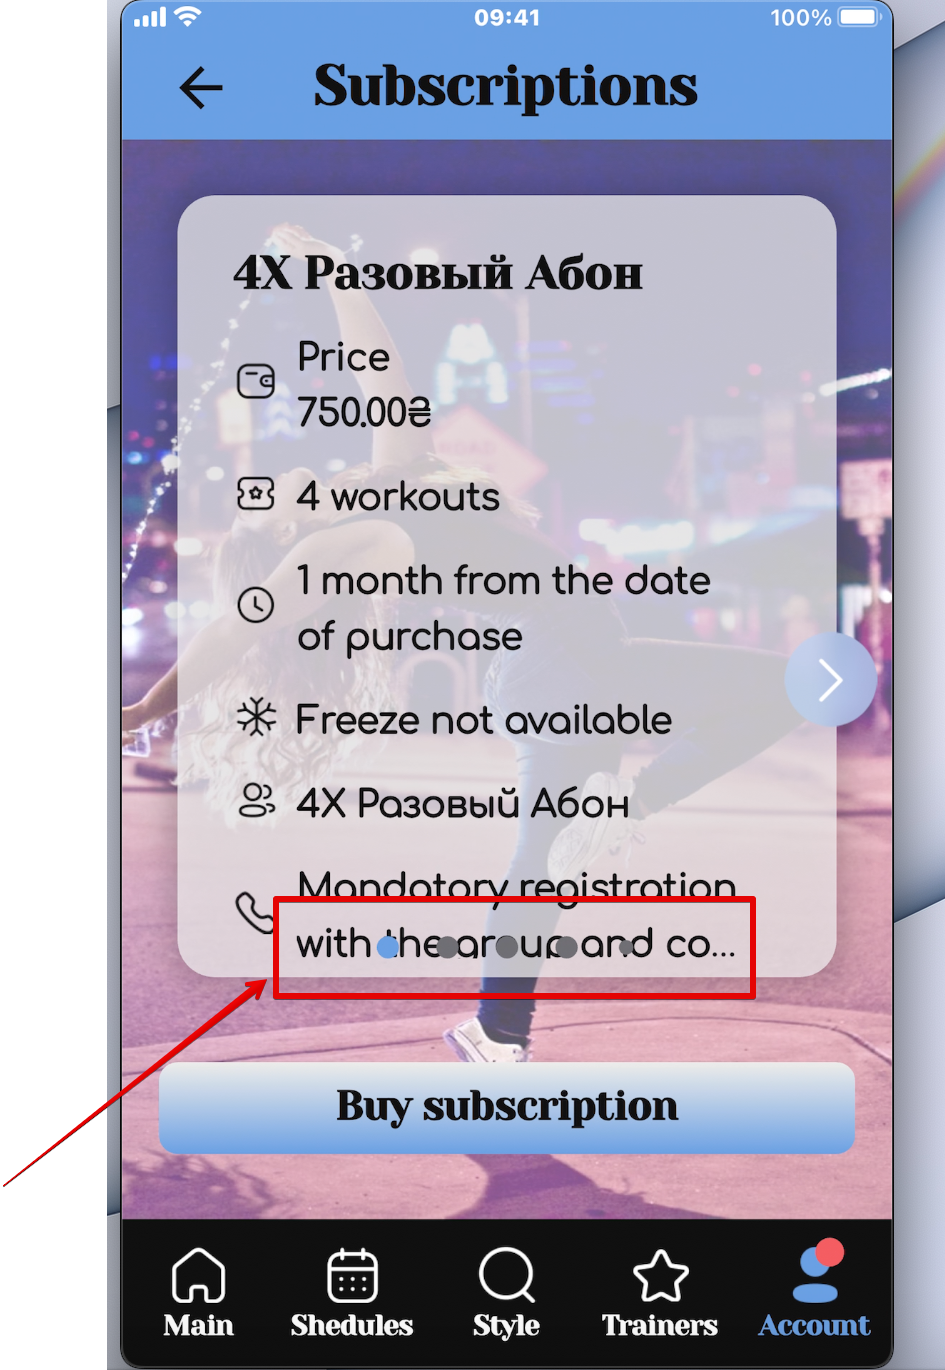 09:41
100%
Subscriptions
4X Разовый Абон
Price
750.00₴
4 workouts
1 month from the date
of purchase
Freeze not available
4X Разовый Абон
Mandatory registration
with the group and co...
Buy subscription
Main
Shedules
Style
Trainers
Account